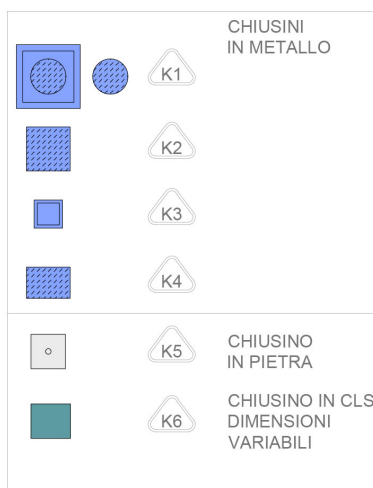 CHIUSINI
IN METALLO
K1
K2
K3
K4
K5
CHIUSINO
IN PIETRA
K6
CHIUSINO IN CLS
DIMENSIONI
VARIABILI